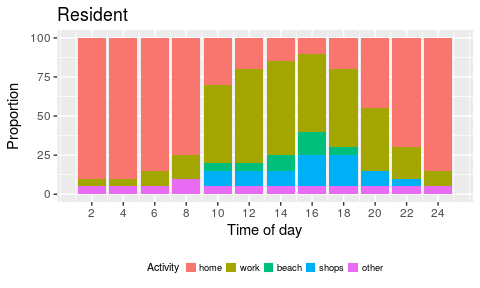 Resident
100
75
50
25
0
Proportion
2 4 6 8 10 12 14 16 18 20 22 24
Time of day
Activity home work beach shops other